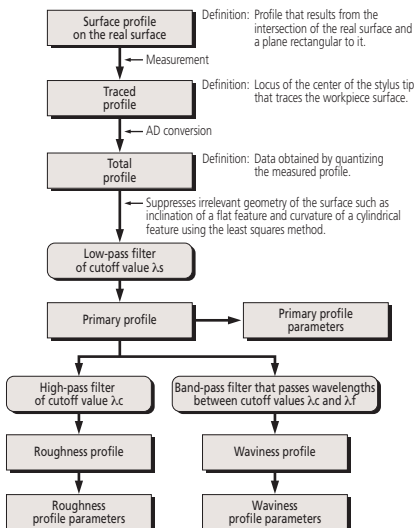 Surface profile
on the real surface
Definition: Profile that results from the
intersection of the real surface and
a plane rectangular to it.
Measurement
Traced
profile
Definition: Locus of the center of the stylus tip
that traces the workpiece surface.
AD conversion
Total
profile
Definition: Data obtained by quantizing
the measured profile.
Suppresses irrelevant geometry of the surface such as
inclination of a flat feature and curvature of a cylindrical
feature using the least squares method.
Low-pass filter
of cutoff value λs
Primary profile
Primary profile
parameters
High-pass filter
of cutoff value λc
Band-pass filter that passes wavelengths
between cutoff values λc and λf
Roughness profile
Waviness profile
Roughness
profile parameters
Waviness
profile parameters